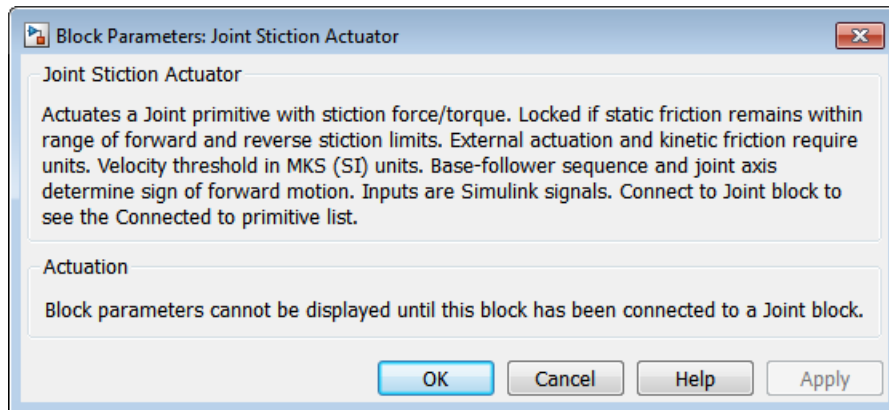 Block Parameters: Joint Stiction Actuator
Joint Stiction Actuator
Actuates a Joint primitive with stiction force/torque. Locked if static friction remains within
range of forward and reverse stiction limits. External actuation and kinetic friction require
units. Velocity threshold in MKS (SI) units. Base-follower sequence and joint axis
determine sign of forward motion. Inputs are Simulink signals. Connect to Joint block to
see the Connected to primitive list.
Actuation
Block parameters cannot be displayed until this block has been connected to a Joint block.
OK Cancel Help Apply